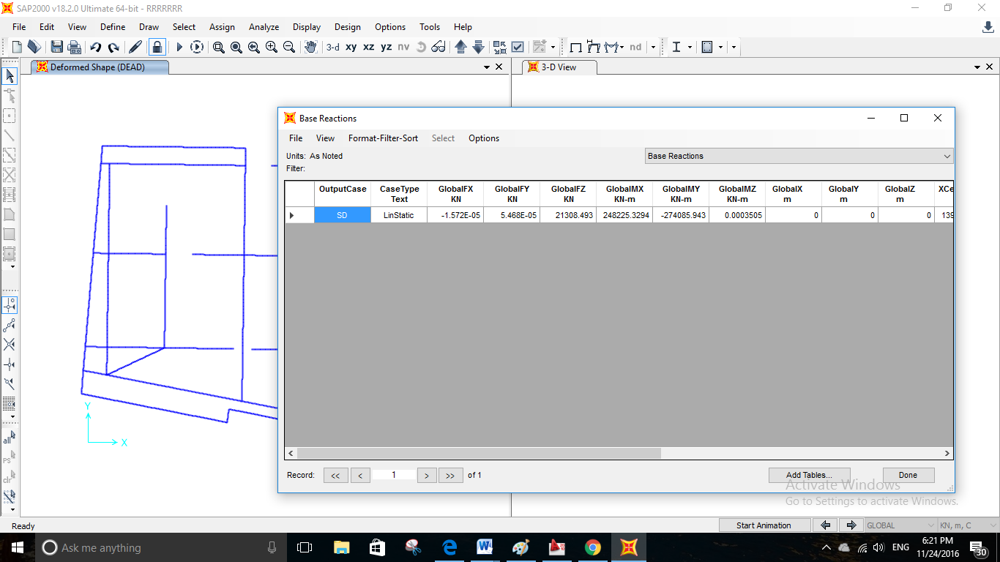 SAP2000 v18.2.0 Ultimate 64-bit - RRRRRRR
File Edit View Define Draw Select Assign Analyze Display Design Options Tools Help
3-d xy xz yz nv nd
Deformed Shape (DEAD)
3-D View
Base Reactions
File View Format-Filter-Sort Select Options
Units: As Noted
Base Reactions
Filter:
OutputCase CaseType Text GlobalFX KN GlobalFY KN GlobalFZ KN GlobalMX KN-m GlobalMY KN-m GlobalMZ KN-m GlobalX m GlobalY m GlobalZ m XCe
SD LinStatic -1.572E-05 5.468E-05 21308.493 248225.3294 -274085.943 0.0003505 0 0 0 139
Y
X
all
PS
clr
Record: << < 1 > >> of 1
Add Tables... Done
Activate Windows
Go to Settings to activate Windows.
Ready
Start Animation
GLOBAL
KN, m, C
Ask me anything
ENG
6:21 PM
11/24/2016
30